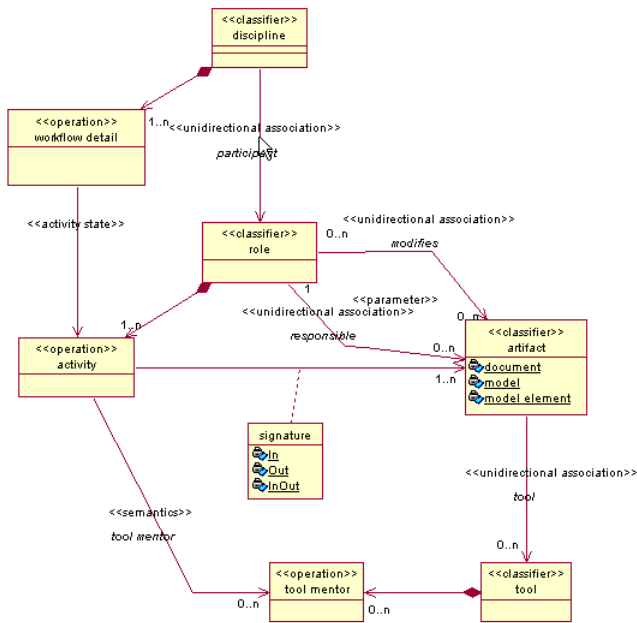 <<classifier>>
discipline
<<operation>>
workflow detail
1..n
<<unidirectional association>>
participant
<<activity state>>
<<classifier>>
role
0..n
<<unidirectional association>>
modifies
1
<<parameter>>
<<unidirectional association>>
responsible
0..n
0..n
1..n
<<operation>>
activity
1..n
<<classifier>>
artifact
document
model
model element
signature
In
Out
InOut
<<unidirectional association>>
tool
<<semantics>>
tool mentor
0..n
<<operation>>
tool mentor
0..n
0..n
<<classifier>>
tool